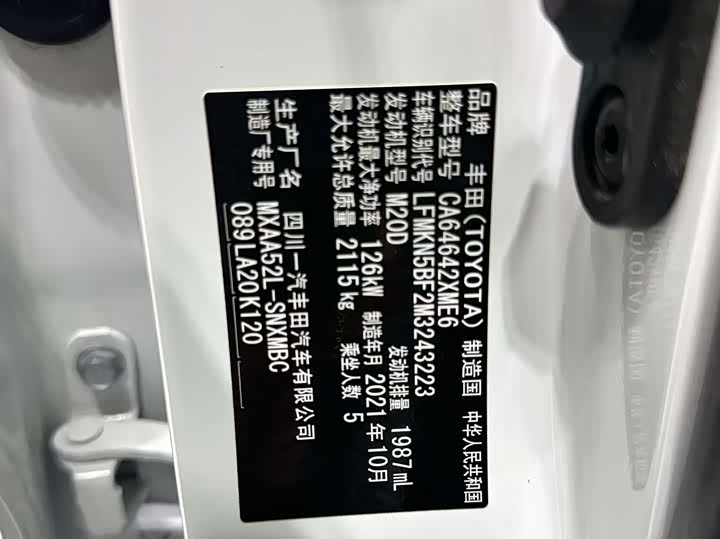 品牌 丰田(TOYOTA) 制造国 中华人民共和国
整车型号 CA64642XME6
车辆识别代号 LFMKN5BF2M3243223
发动机型号 M20D 发动机排量 1987 mL
发动机最大净功率 126kW 制造年月 2021年10月
最大允许总质量 2115 kg 乘坐人数 5
生产厂名 四川一汽丰田汽车有限公司
制造厂专用号 MXAA52L-SNXMBC
089 LA20 K120